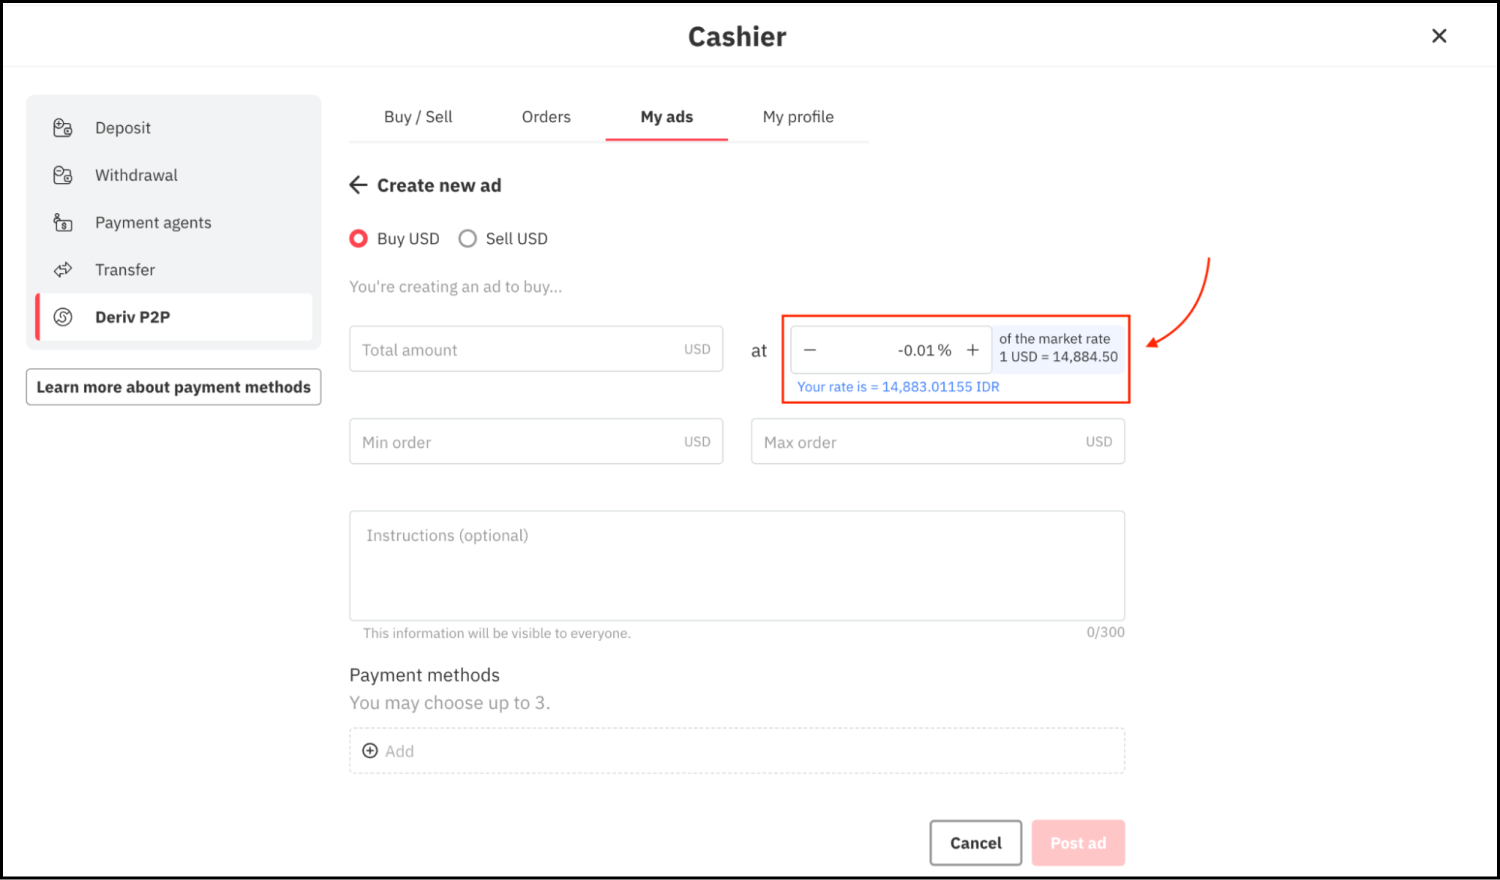 Cashier
Deposit
Withdrawal
Payment agents
Transfer
Deriv P2P
Learn more about payment methods
Buy / Sell
Orders
My ads
My profile
Create new ad
Buy USD
Sell USD
You're creating an ad to buy...
Total amount
USD
at
-0.01%
of the market rate
1 USD = 14,884.50
Your rate is = 14,883.01155 IDR
Min order
USD
Max order
USD
Instructions (optional)
This information will be visible to everyone.
0/300
Payment methods
You may choose up to 3.
Add
Cancel
Post ad